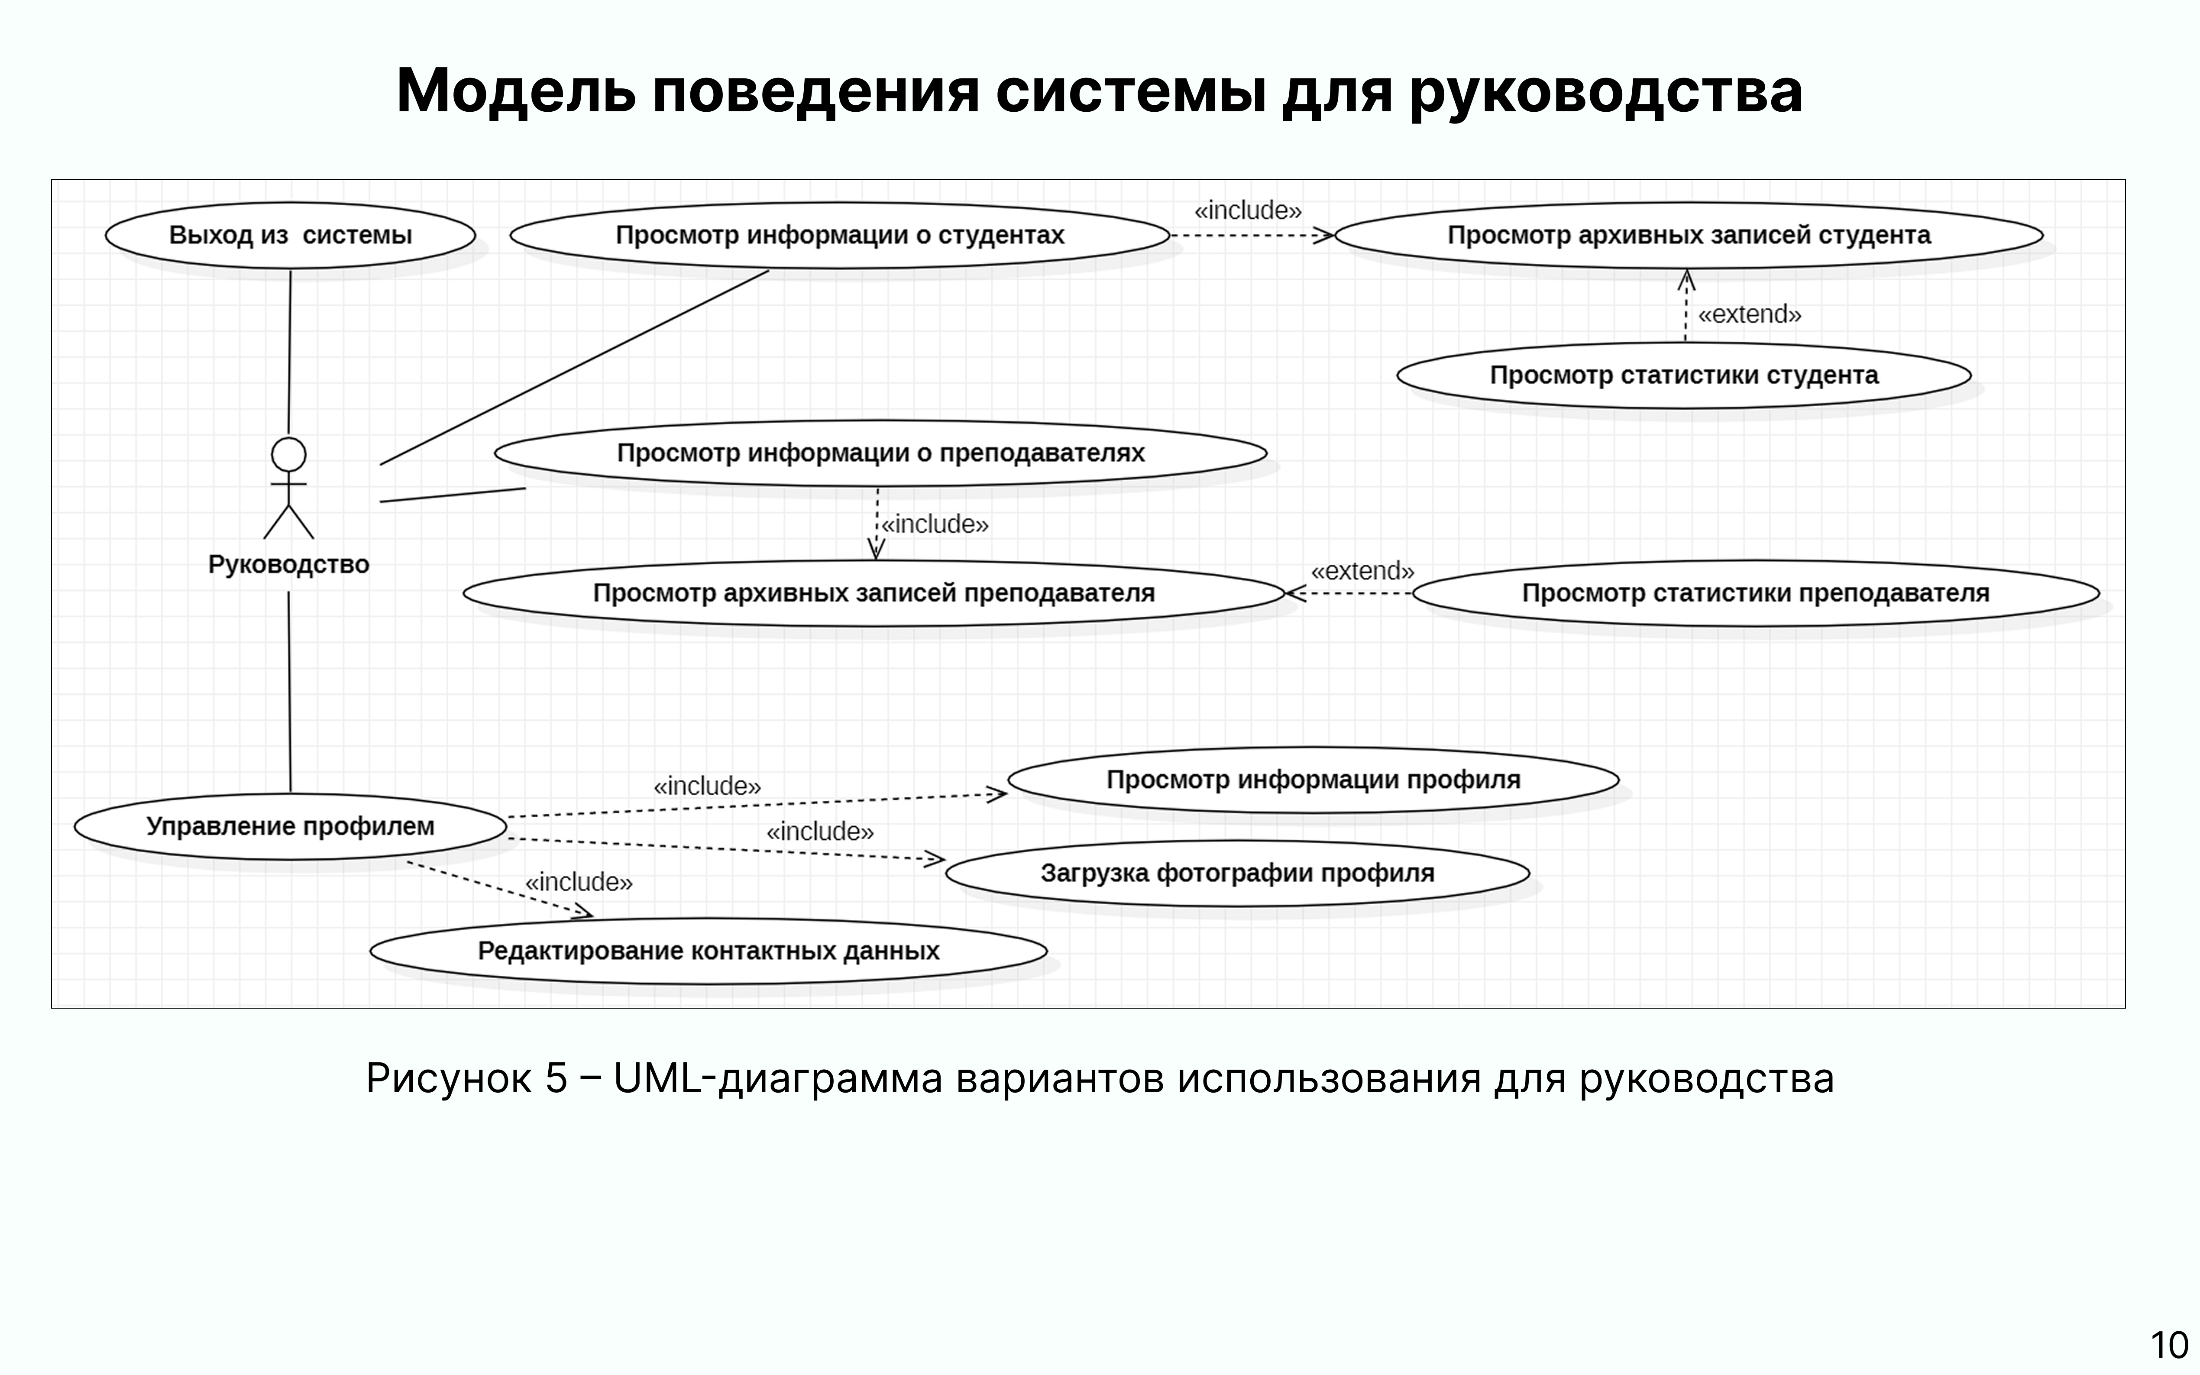 Модель поведения системы для руководства
Выход из  системы
Просмотр информации о студентах
«include»
Просмотр архивных записей студента
«extend»
Просмотр статистики студента
Просмотр информации о преподавателях
«include»
Руководство
Просмотр архивных записей преподавателя
«extend»
Просмотр статистики преподавателя
Управление профилем
«include»
Просмотр информации профиля
«include»
Загрузка фотографии профиля
«include»
Редактирование контактных данных
Рисунок 5 – UML-диаграмма вариантов использования для руководства
10